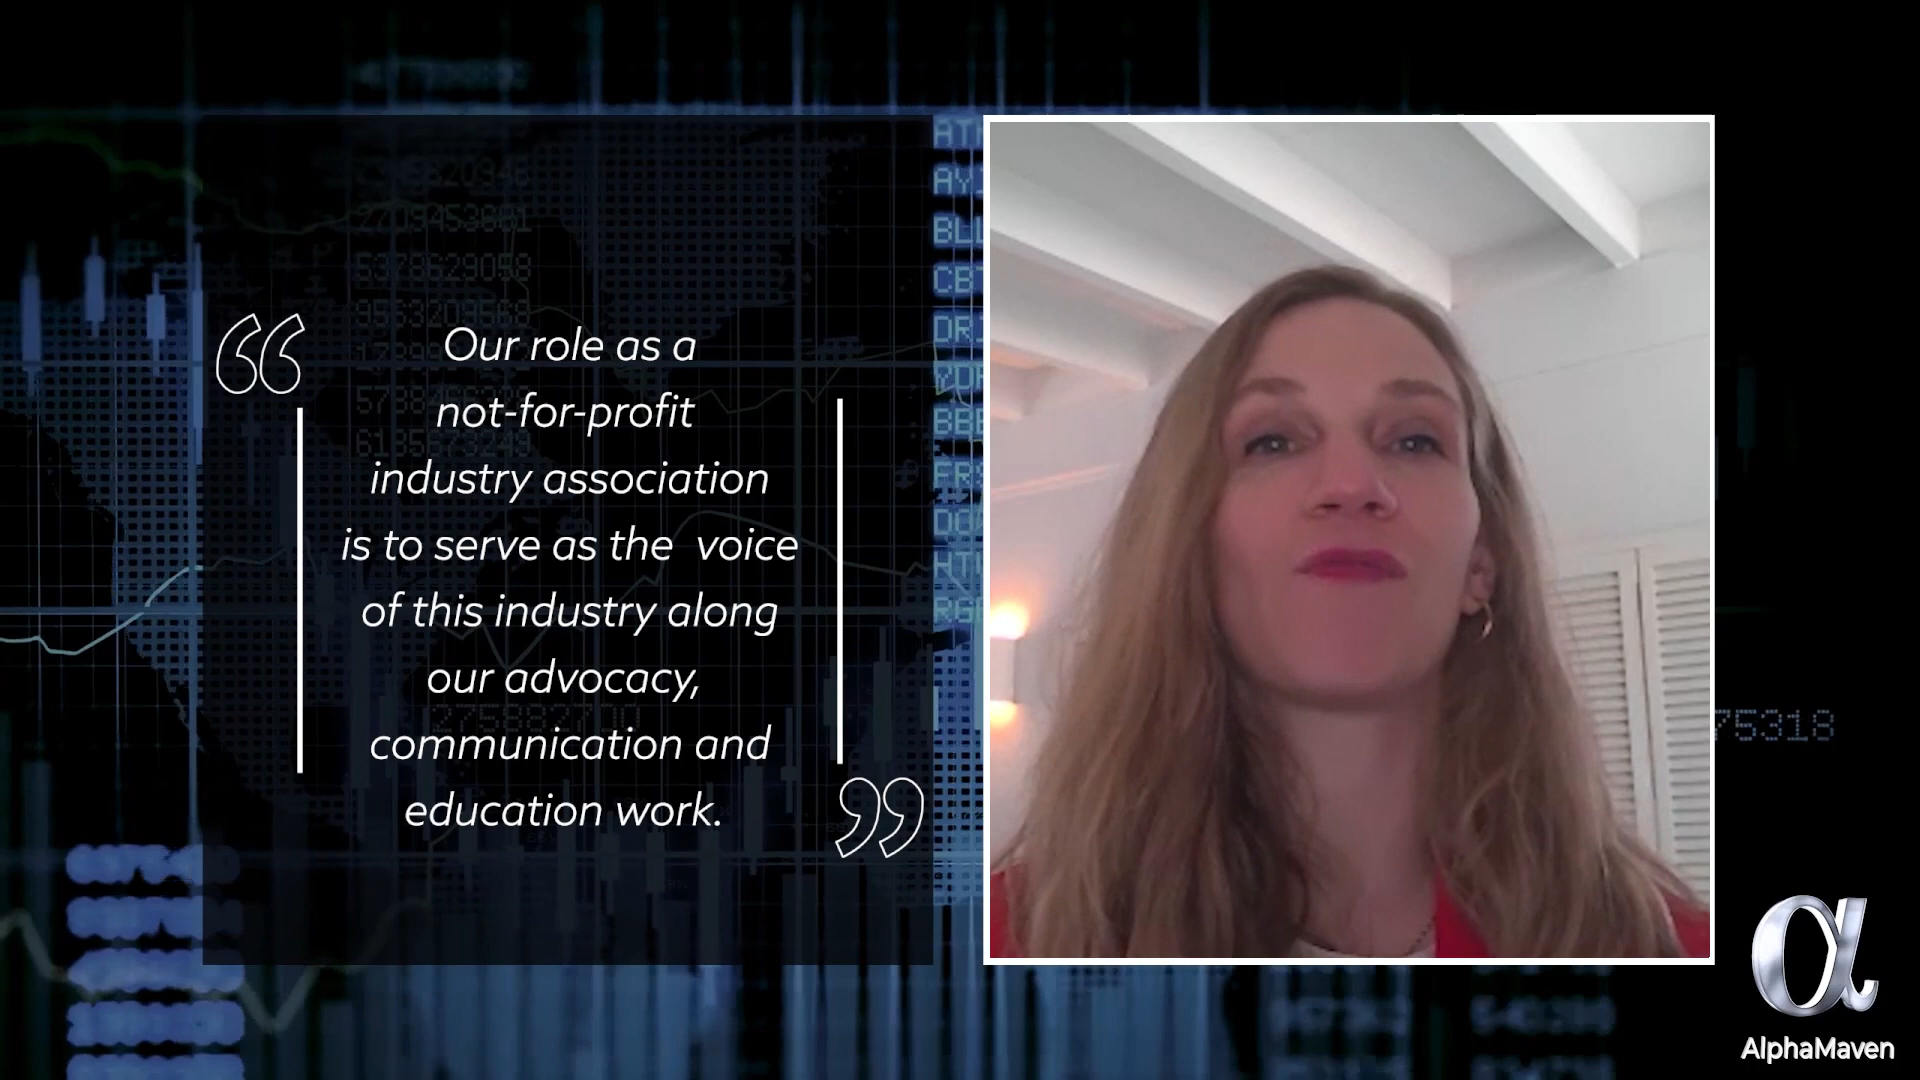 Our role as a
not-for-profit
industry association
is to serve as the  voice
of this industry along
our advocacy,
communication and
education work.
75318
AlphaMaven